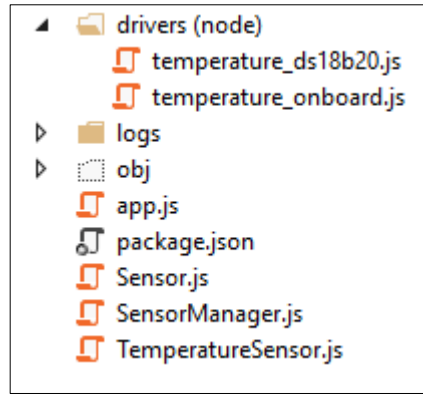 drivers (node)
temperature_ds18b20.js
temperature_onboard.js
logs
obj
app.js
package.json
Sensor.js
SensorManager.js
TemperatureSensor.js